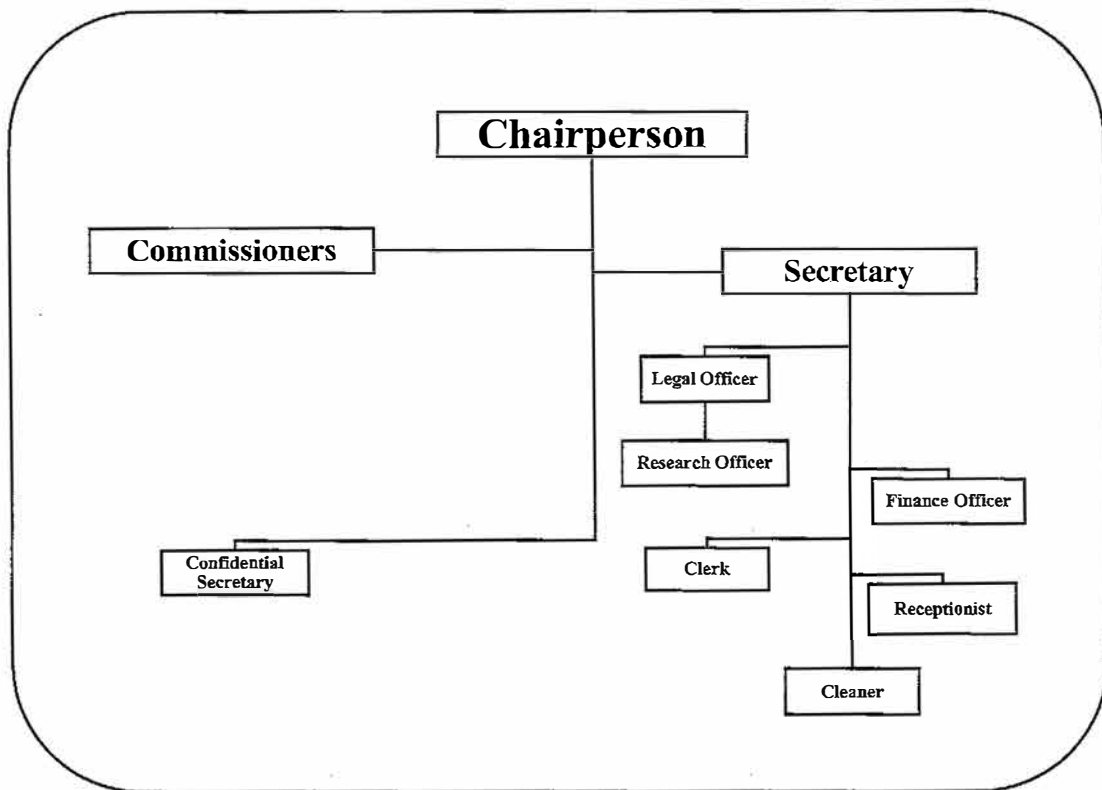 Chairperson
Commissioners
Secretary
Legal Officer
Research Officer
Finance Officer
Confidential
Secretary
Clerk
Receptionist
Cleaner